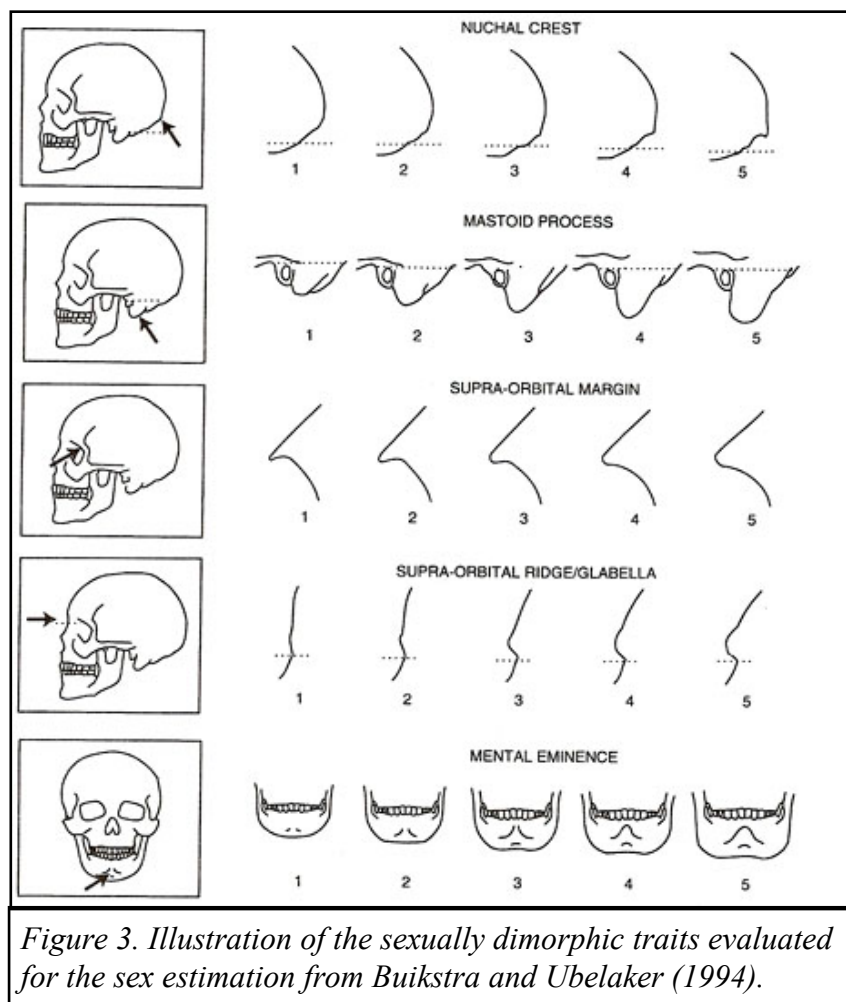 NUCHAL CREST
1 2 3 4 5
MASTOID PROCESS
1 2 3 4 5
SUPRA-ORBITAL MARGIN
1 2 3 4 5
SUPRA-ORBITAL RIDGE/GLABELLA
1 2 3 4 5
MENTAL EMINENCE
1 2 3 4 5
Figure 3. Illustration of the sexually dimorphic traits evaluated
for the sex estimation from Buikstra and Ubelaker (1994).